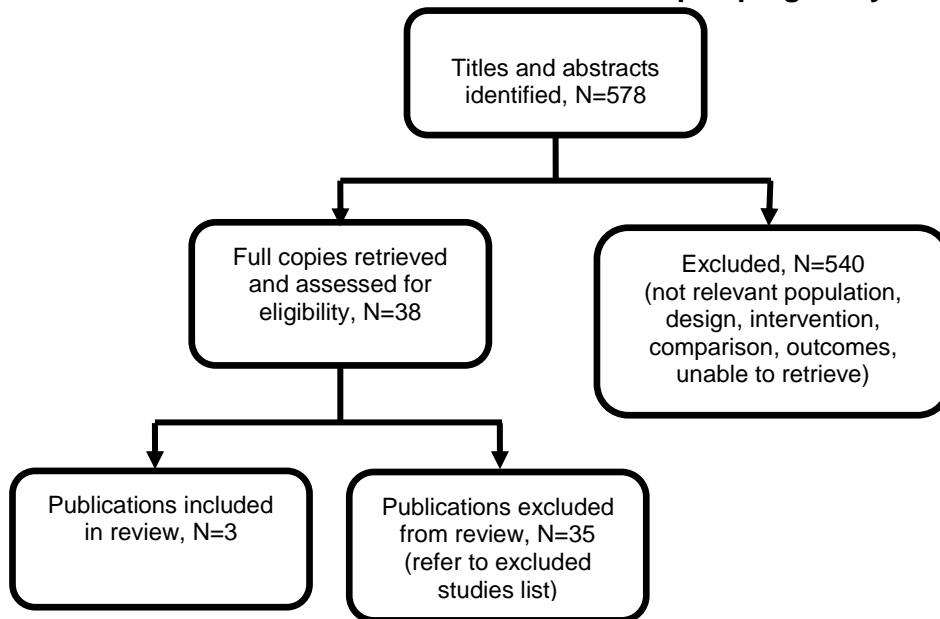 Titles and abstracts
identified, N=578
Full copies retrieved
and assessed for
eligibility, N=38
Excluded, N=540
(not relevant population,
design, intervention,
comparison, outcomes,
unable to retrieve)
Publications included
in review, N=3
Publications excluded
from review, N=35
(refer to excluded
studies list)